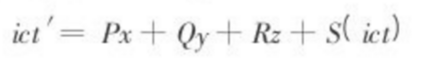 ict′ = Px + Qy + Rz + S( ict)